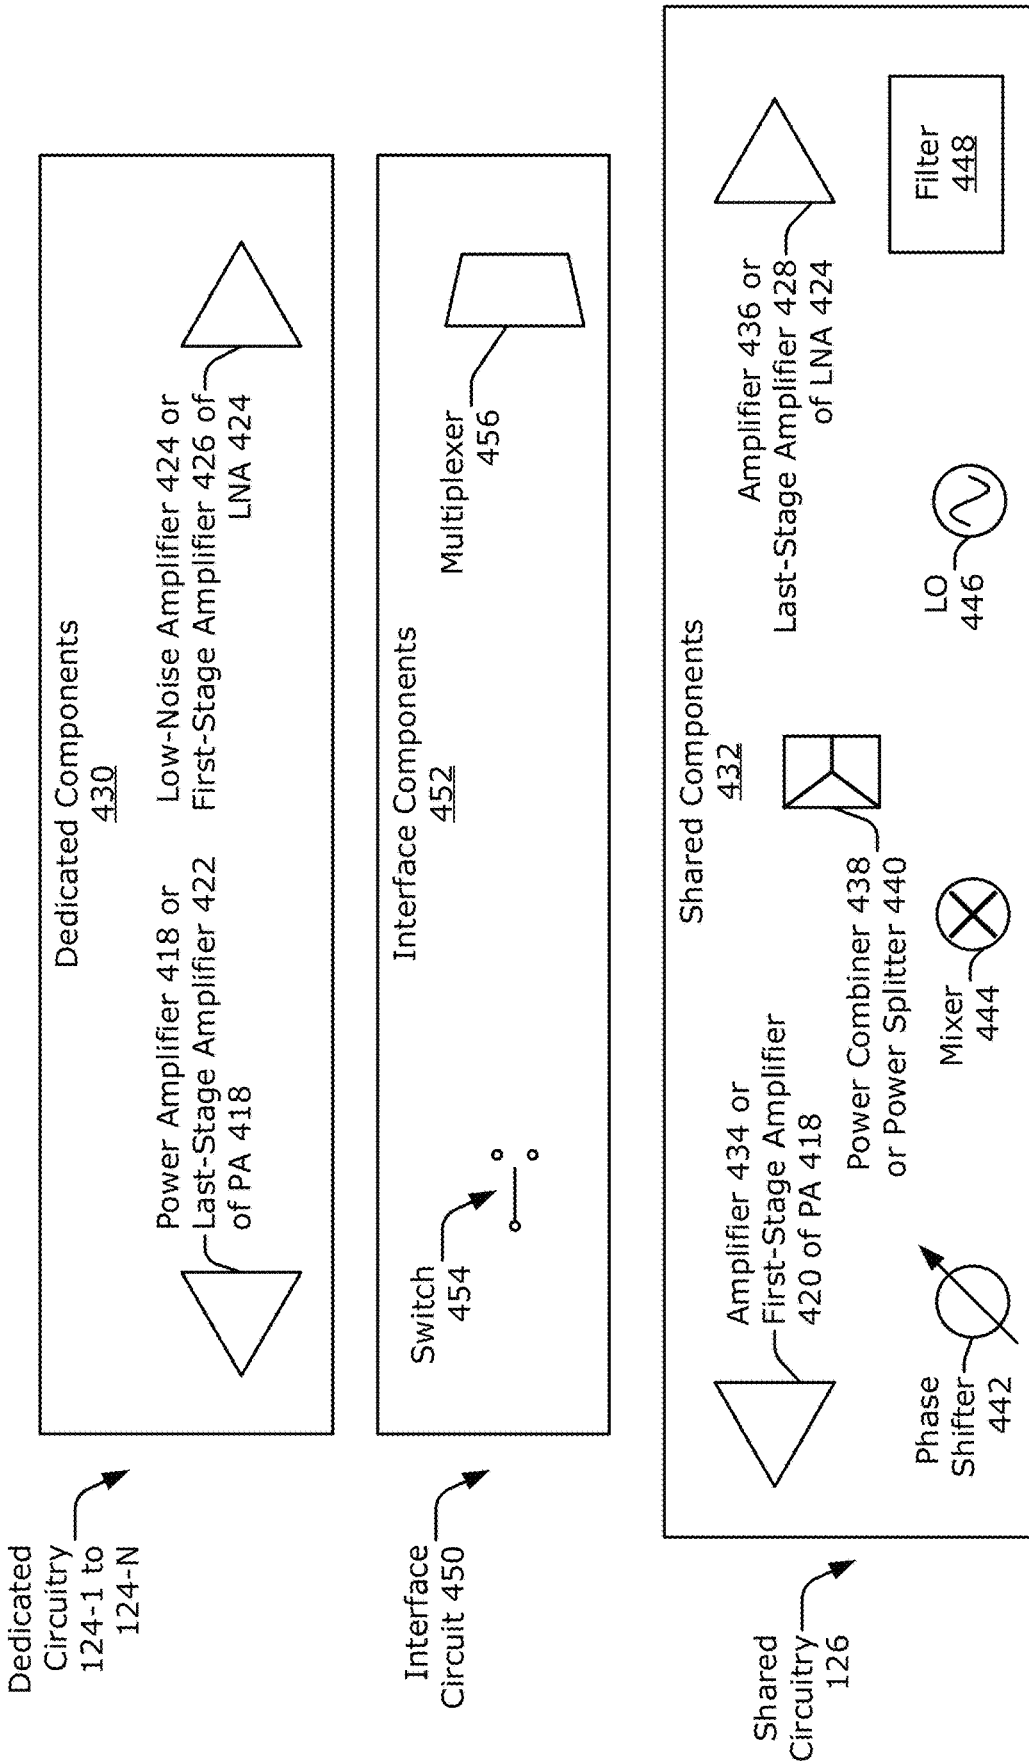 Dedicated
Circuitry
124-1 to
124-N
Dedicated Components
430
Power Amplifier 418 or
Last-Stage Amplifier 422
of PA 418
Low-Noise Amplifier 424 or
First-Stage Amplifier 426 of
LNA 424
Interface
Circuit 450
Interface Components
452
Switch
454
Multiplexer
456
Shared
Circuitry
126
Shared Components
432
Amplifier 434 or
First-Stage Amplifier
420 of PA 418
Power Combiner 438
or Power Splitter 440
Amplifier 436 or
Last-Stage Amplifier 428
of LNA 424
Phase
Shifter
442
Mixer
444
LO
446
Filter
448